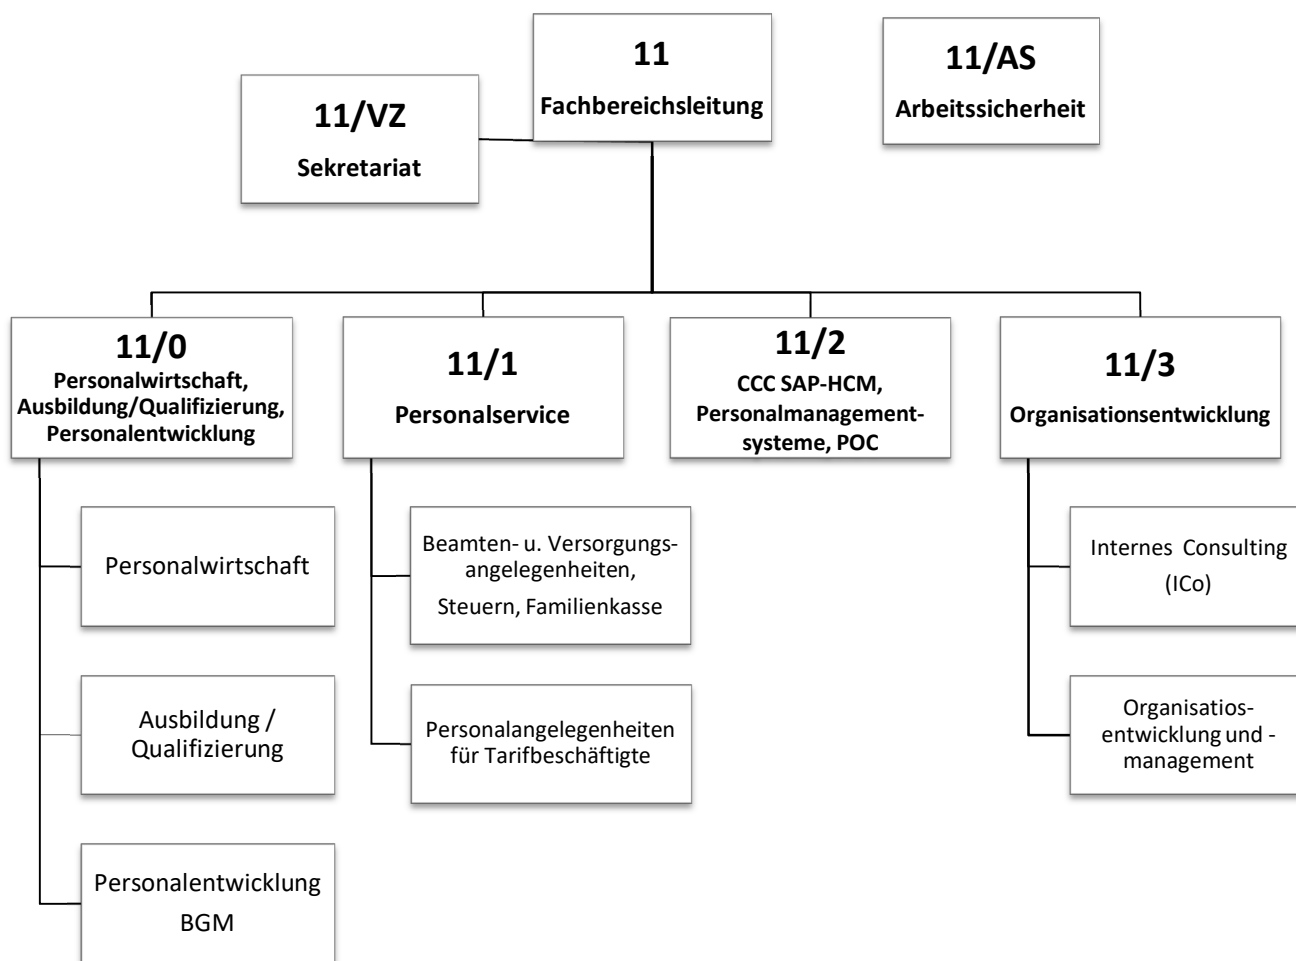 11
Fachbereichsleitung
11/AS
Arbeitssicherheit
11/VZ
Sekretariat
11/0
Personalwirtschaft,
Ausbildung/Qualifizierung,
Personalentwicklung
11/1
Personalservice
11/2
CCC SAP-HCM,
Personalmanagement-
systeme, POC
11/3
Organisationsentwicklung
Personalwirtschaft
Ausbildung /
Qualifizierung
Personalentwicklung
BGM
Beamten- u. Versorgungs-
angelegenheiten,
Steuern, Familienkasse
Personalangelegenheiten
für Tarifbeschäftigte
Internes Consulting
(ICo)
Organisatios-
entwicklung und -
management